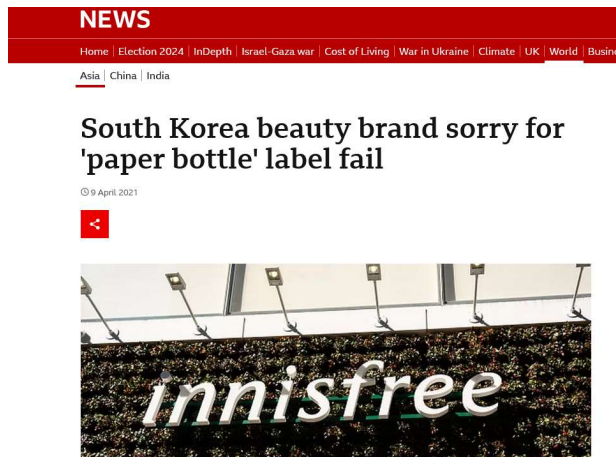 NEWS
Home Election 2024 InDepth Israel-Gaza war Cost of Living War in Ukraine Climate UK World
Asia China India
South Korea beauty brand sorry for
'paper bottle' label fail
9 April 2021
innisfree